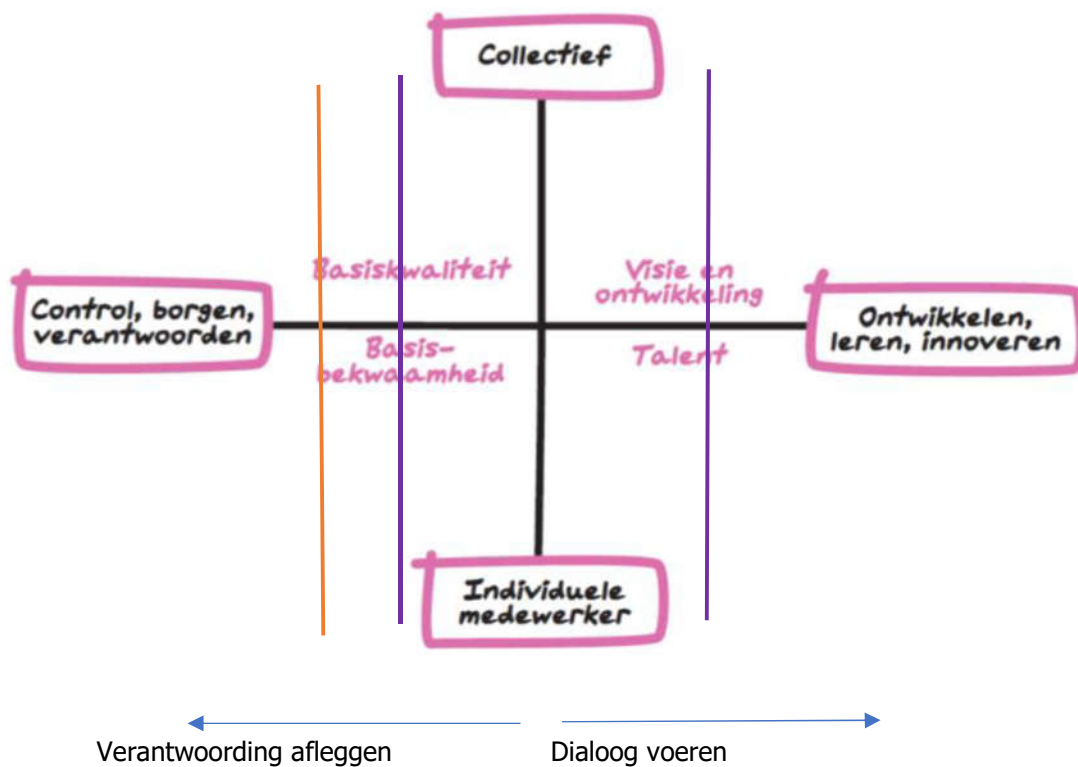 Collectief
Basiskwaliteit
Visie en
ontwikkeling
Control, borgen,
verantwoorden
Ontwikkelen,
leren, innoveren
Basis-
bekwaamheid
Talent
Individuele
medewerker
Verantwoording afleggen
Dialoog voeren